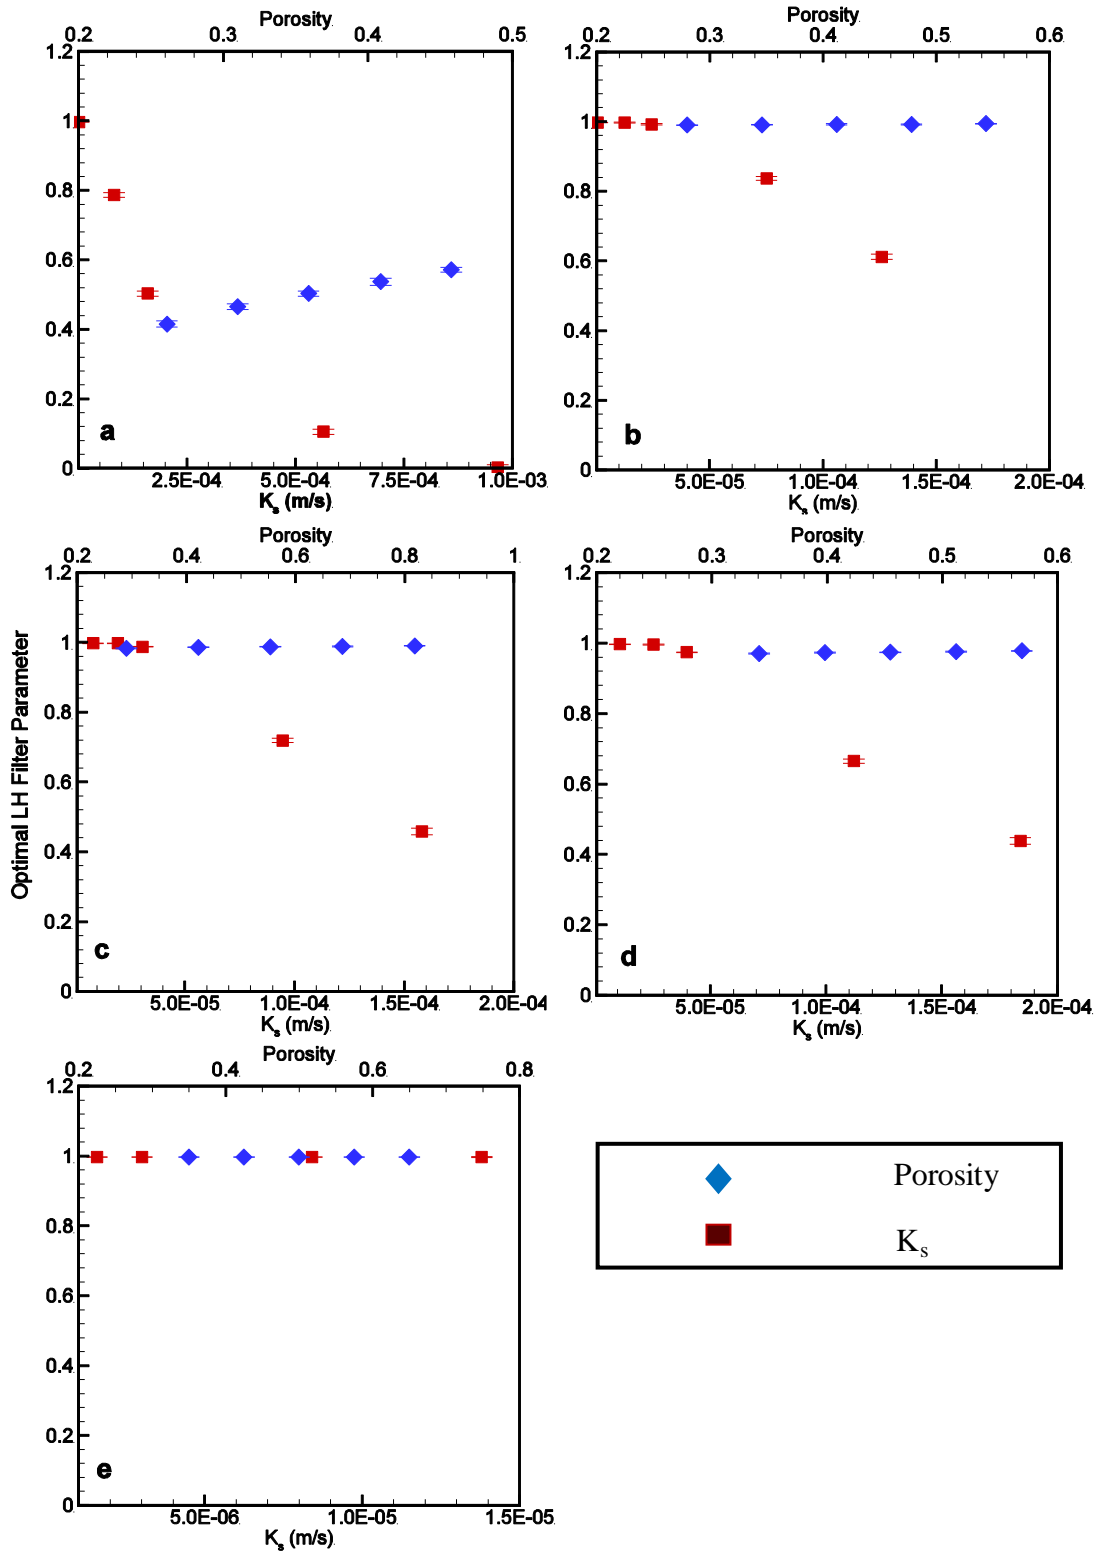 Porosity
0.2 0.3 0.4 0.5
1.2
1
0.8
0.6
0.4
0.2
0
a
2.5E-04 5.0E-04 7.5E-04 1.0E-03
Ks (m/s)
Porosity
0.2 0.3 0.4 0.5 0.6
1.2
1
0.8
0.6
0.4
0.2
0
b
5.0E-05 1.0E-04 1.5E-04 2.0E-04
Ks (m/s)
Optimal LH Filter Parameter
Porosity
0.2 0.4 0.6 0.8 1
1.2
1
0.8
0.6
0.4
0.2
0
c
5.0E-05 1.0E-04 1.5E-04 2.0E-04
Ks (m/s)
Porosity
0.2 0.3 0.4 0.5 0.6
1.2
1
0.8
0.6
0.4
0.2
0
d
5.0E-05 1.0E-04 1.5E-04 2.0E-04
Ks (m/s)
Porosity
0.2 0.4 0.6 0.8
1.2
1
0.8
0.6
0.4
0.2
0
e
5.0E-06 1.0E-05 1.5E-05
Ks (m/s)
Porosity
Ks